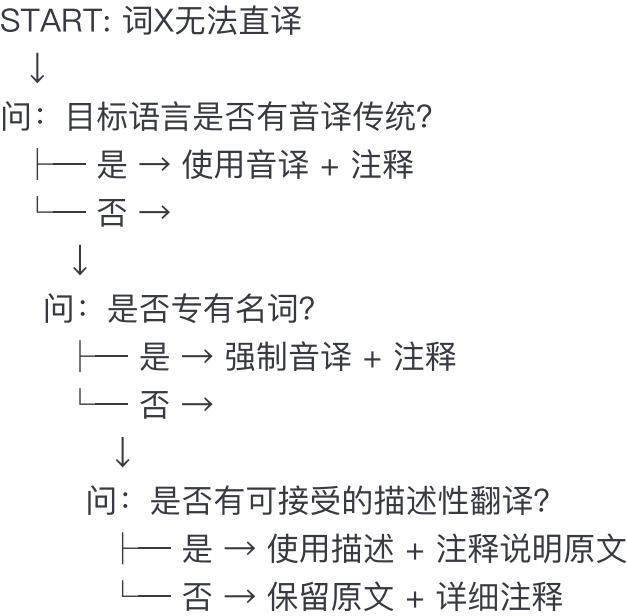 START: 词X无法直译
↓
问：目标语言是否有音译传统？
├─ 是 → 使用音译 + 注释
└─ 否 →
↓
问：是否专有名词？
├─ 是 → 强制音译 + 注释
└─ 否 →
↓
问：是否有可接受的描述性翻译？
├─ 是 → 使用描述 + 注释说明原文
└─ 否 → 保留原文 + 详细注释